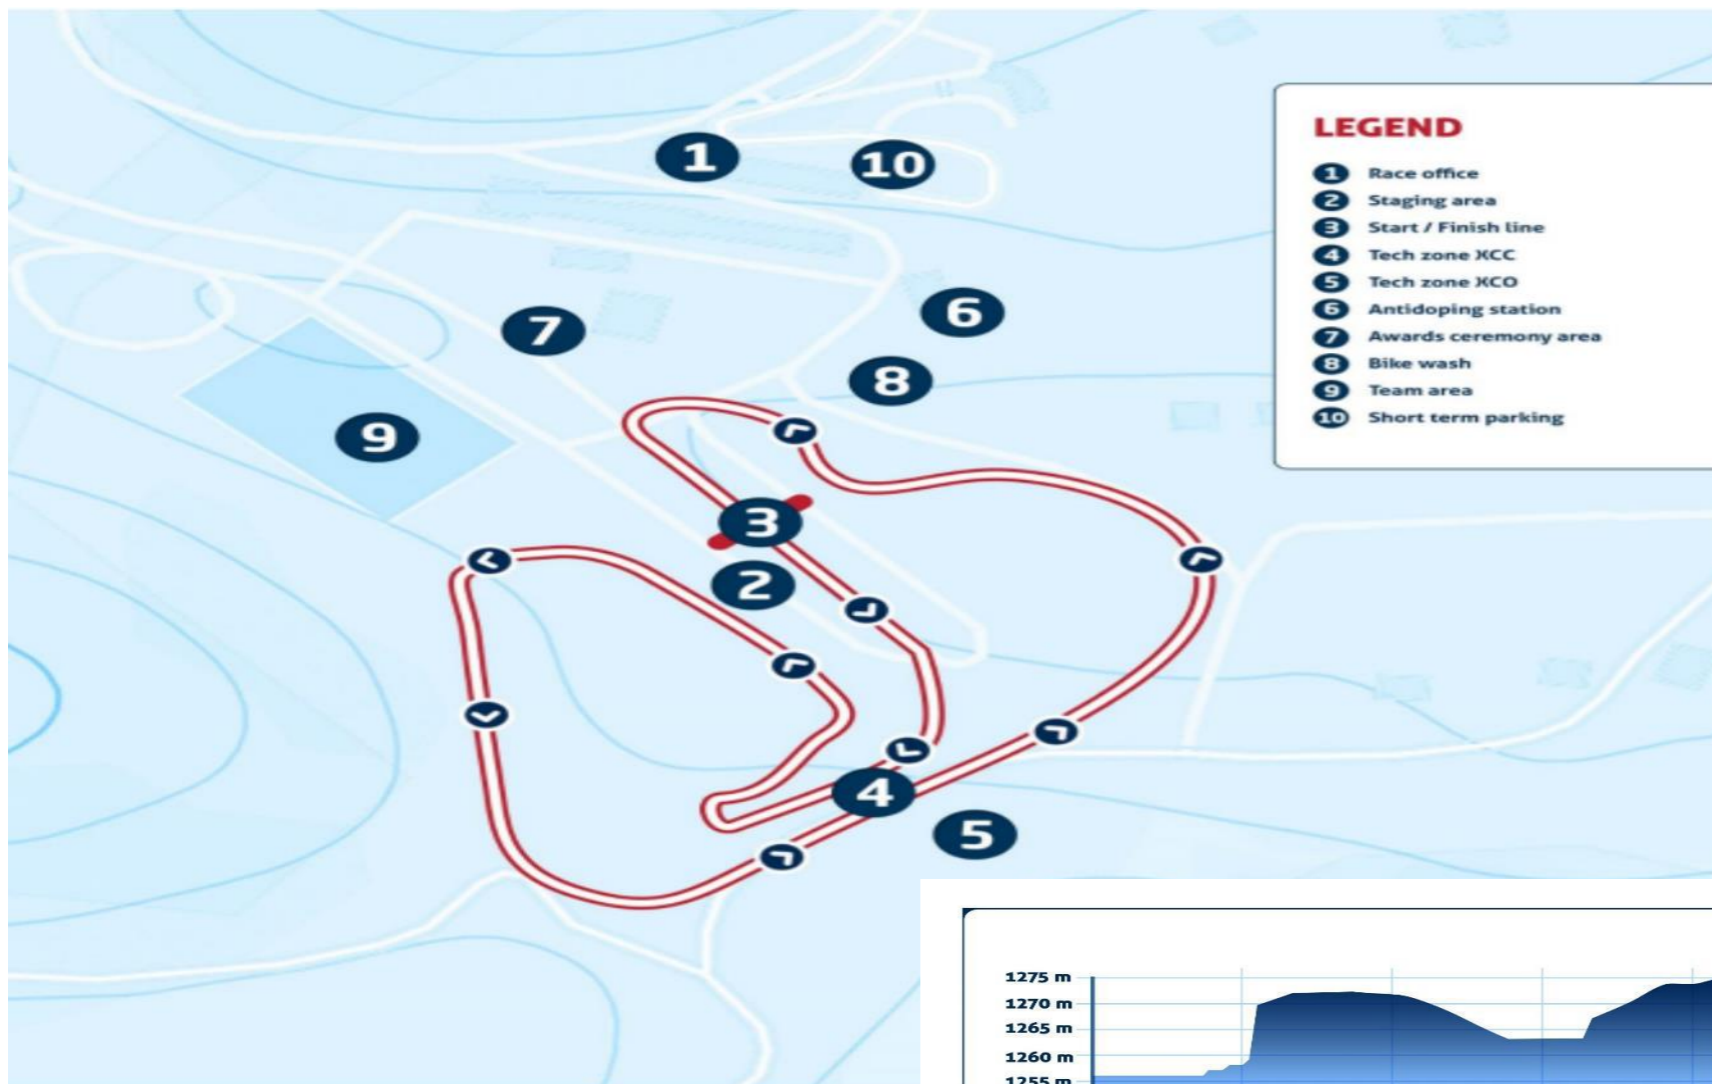 1
10
6
7
8
9
3
2
4
5
LEGEND
1 Race office
2 Staging area
3 Start / Finish line
4 Tech zone XCC
5 Tech zone XCO
6 Antidoping station
7 Awards ceremony area
8 Bike wash
9 Team area
10 Short term parking
1275 m
1270 m
1265 m
1260 m
1255 m